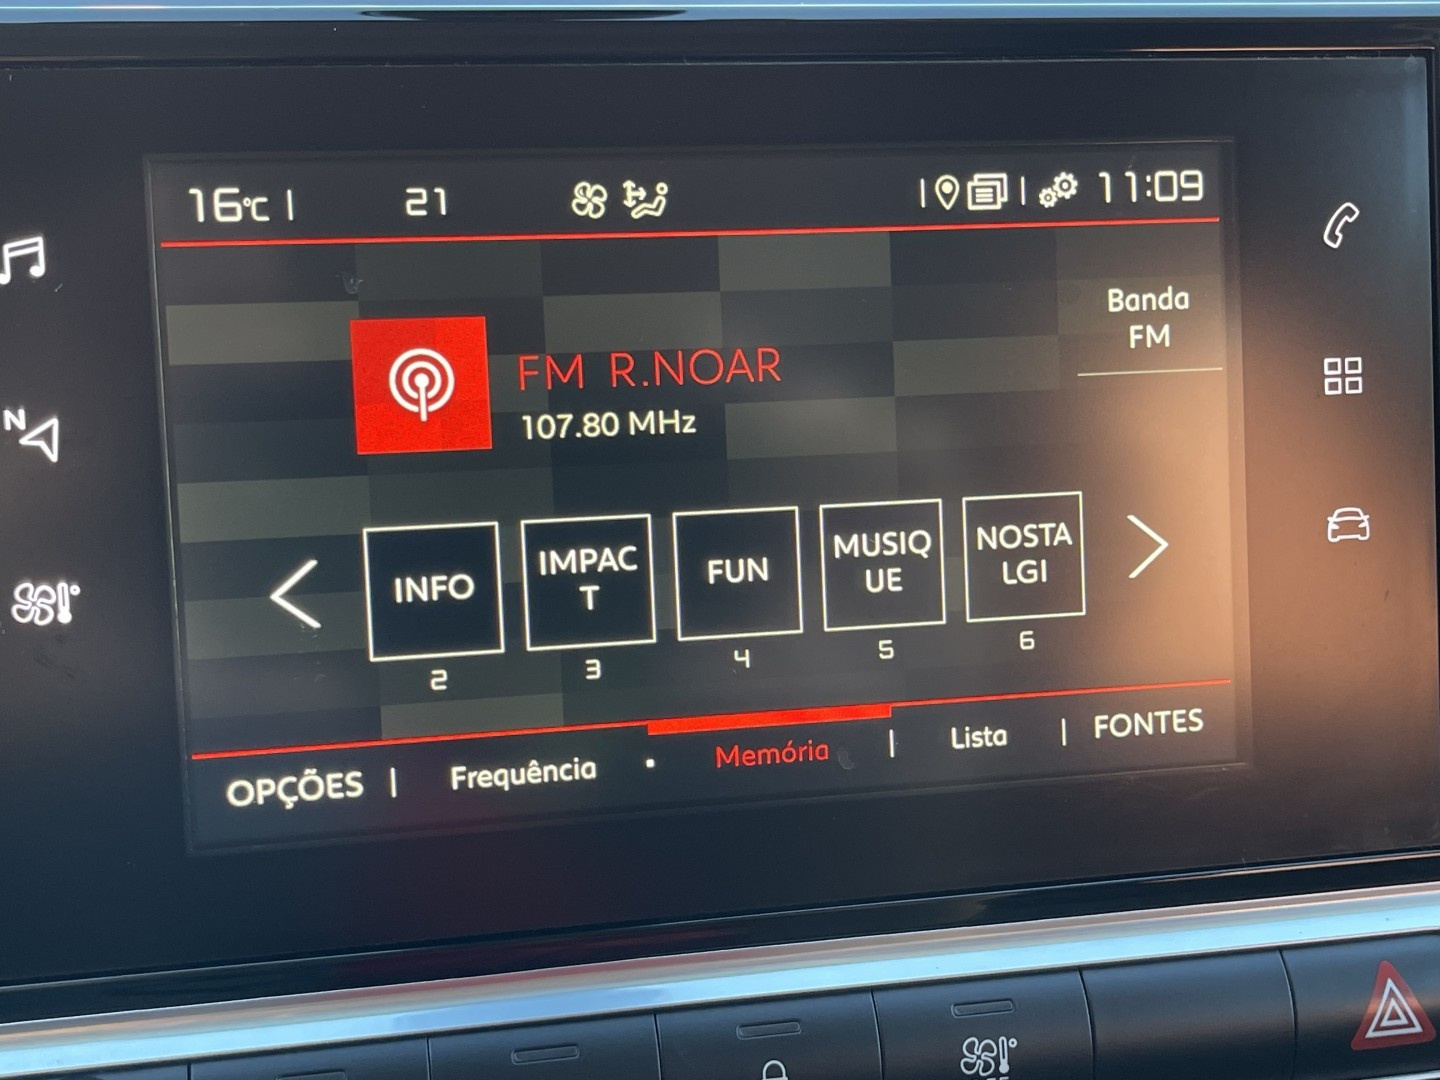 16°C | 21 11:09
Banda
FM
FM R.NOAR
107.80 MHz
N
INFO
IMPAC
T
FUN
MUSIQ
UE
NOSTA
LGI
2 3 4 5 6
OPÇÕES | Frequência · Memória | Lista | FONTES